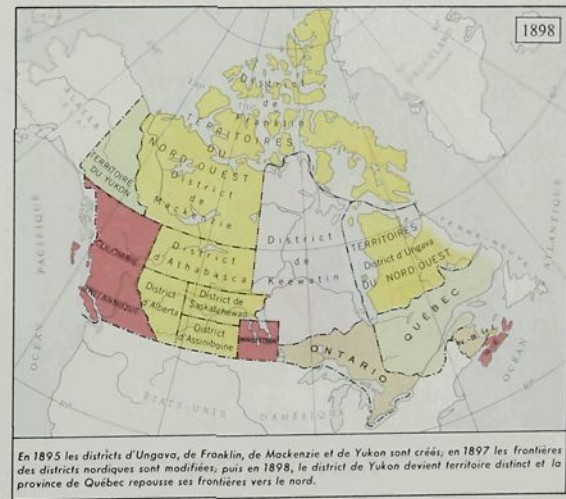 1898
District
de
Franklin
TERRITOIRES
DU
NORD-OUEST
District
de
Mackenzie
TERRITOIRE
DU YUKON
COLOMBIE
BRITANNIQUE
District
d'Athabasca
District
d'Alberta
District de
Saskatchewan
District
d'Assiniboine
District
de
Keewatin
TERRITOIRES
District d'Ungava
DU NORD-OUEST
TERRE-NEUVE
QUÉBEC
ONTARIO
N.-B.
OCÉAN
PACIFIQUE
OCÉAN
ATLANTIQUE
ÉTATS-UNIS D'AMÉRIQUE
En 1895 les districts d'Ungava, de Franklin, de Mackenzie et de Yukon sont créés; en 1897 les frontières
des districts nordiques sont modifiées; puis en 1898, le district de Yukon devient territoire distinct et la
province de Québec repousse ses frontières vers le nord.